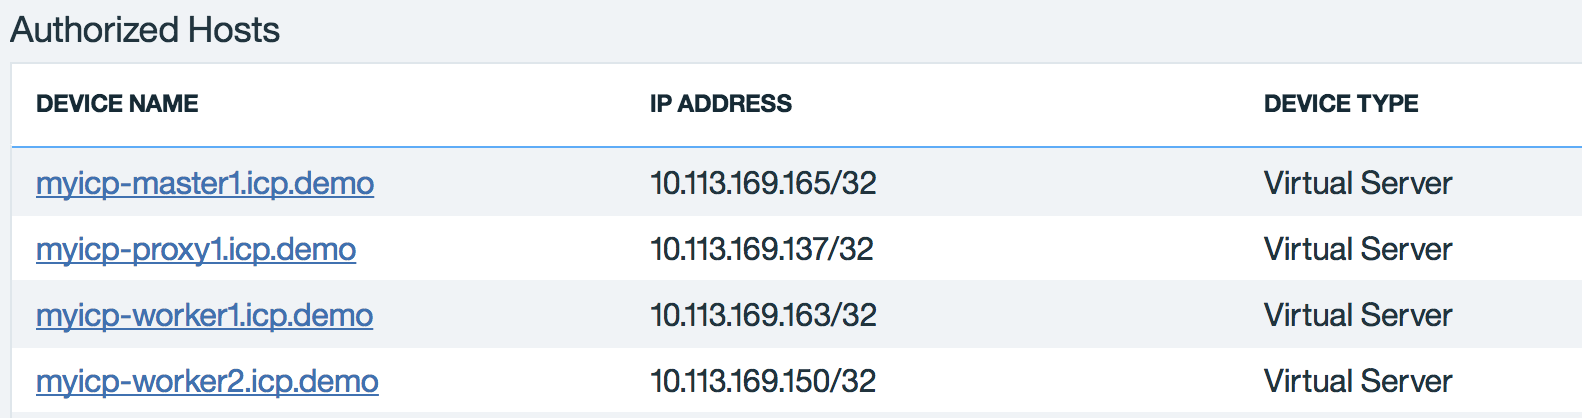 Authorized Hosts
DEVICE NAME IP ADDRESS DEVICE TYPE
myicp-master1.icp.demo 10.113.169.165/32 Virtual Server
myicp-proxy1.icp.demo 10.113.169.137/32 Virtual Server
myicp-worker1.icp.demo 10.113.169.163/32 Virtual Server
myicp-worker2.icp.demo 10.113.169.150/32 Virtual Server